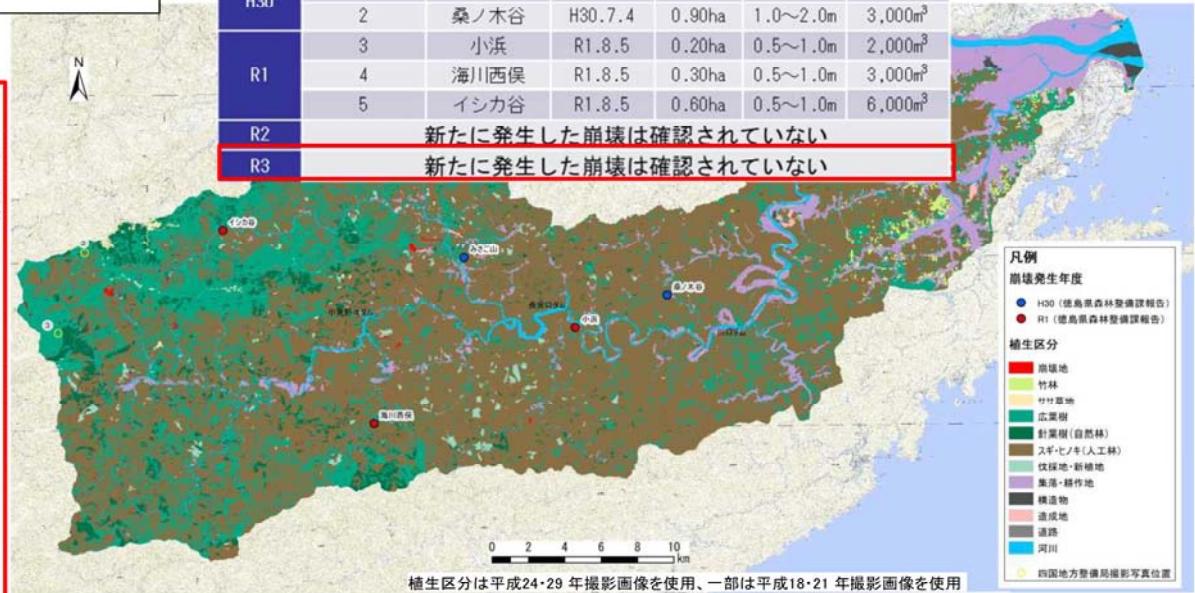 H30
2 桑ノ木谷 H30.7.4 0.90ha 1.0～2.0m 3,000m³
R1
3 小浜 R1.8.5 0.20ha 0.5～1.0m 2,000m³
4 海川西俣 R1.8.5 0.30ha 0.5～1.0m 3,000m³
5 イシカ谷 R1.8.5 0.60ha 0.5～1.0m 6,000m³
R2 新たに発生した崩壊は確認されていない
R3 新たに発生した崩壊は確認されていない
N
イシカ谷
みさご山
桑ノ木谷
小浜
3
海川西俣
凡例
崩壊発生年度
H30 (徳島県森林整備課報告)
R1 (徳島県森林整備課報告)
植生区分
崩壊地
竹林
ササ草地
広葉樹
針葉樹(自然林)
スギ・ヒノキ(人工林)
伐採地・新植地
集落・耕作地
構造物
造成地
道路
河川
四国地方整備局撮影写真位置
0 2 4 6 8 10
km
植生区分は平成24・29 年撮影画像を使用、一部は平成18・21 年撮影画像を使用